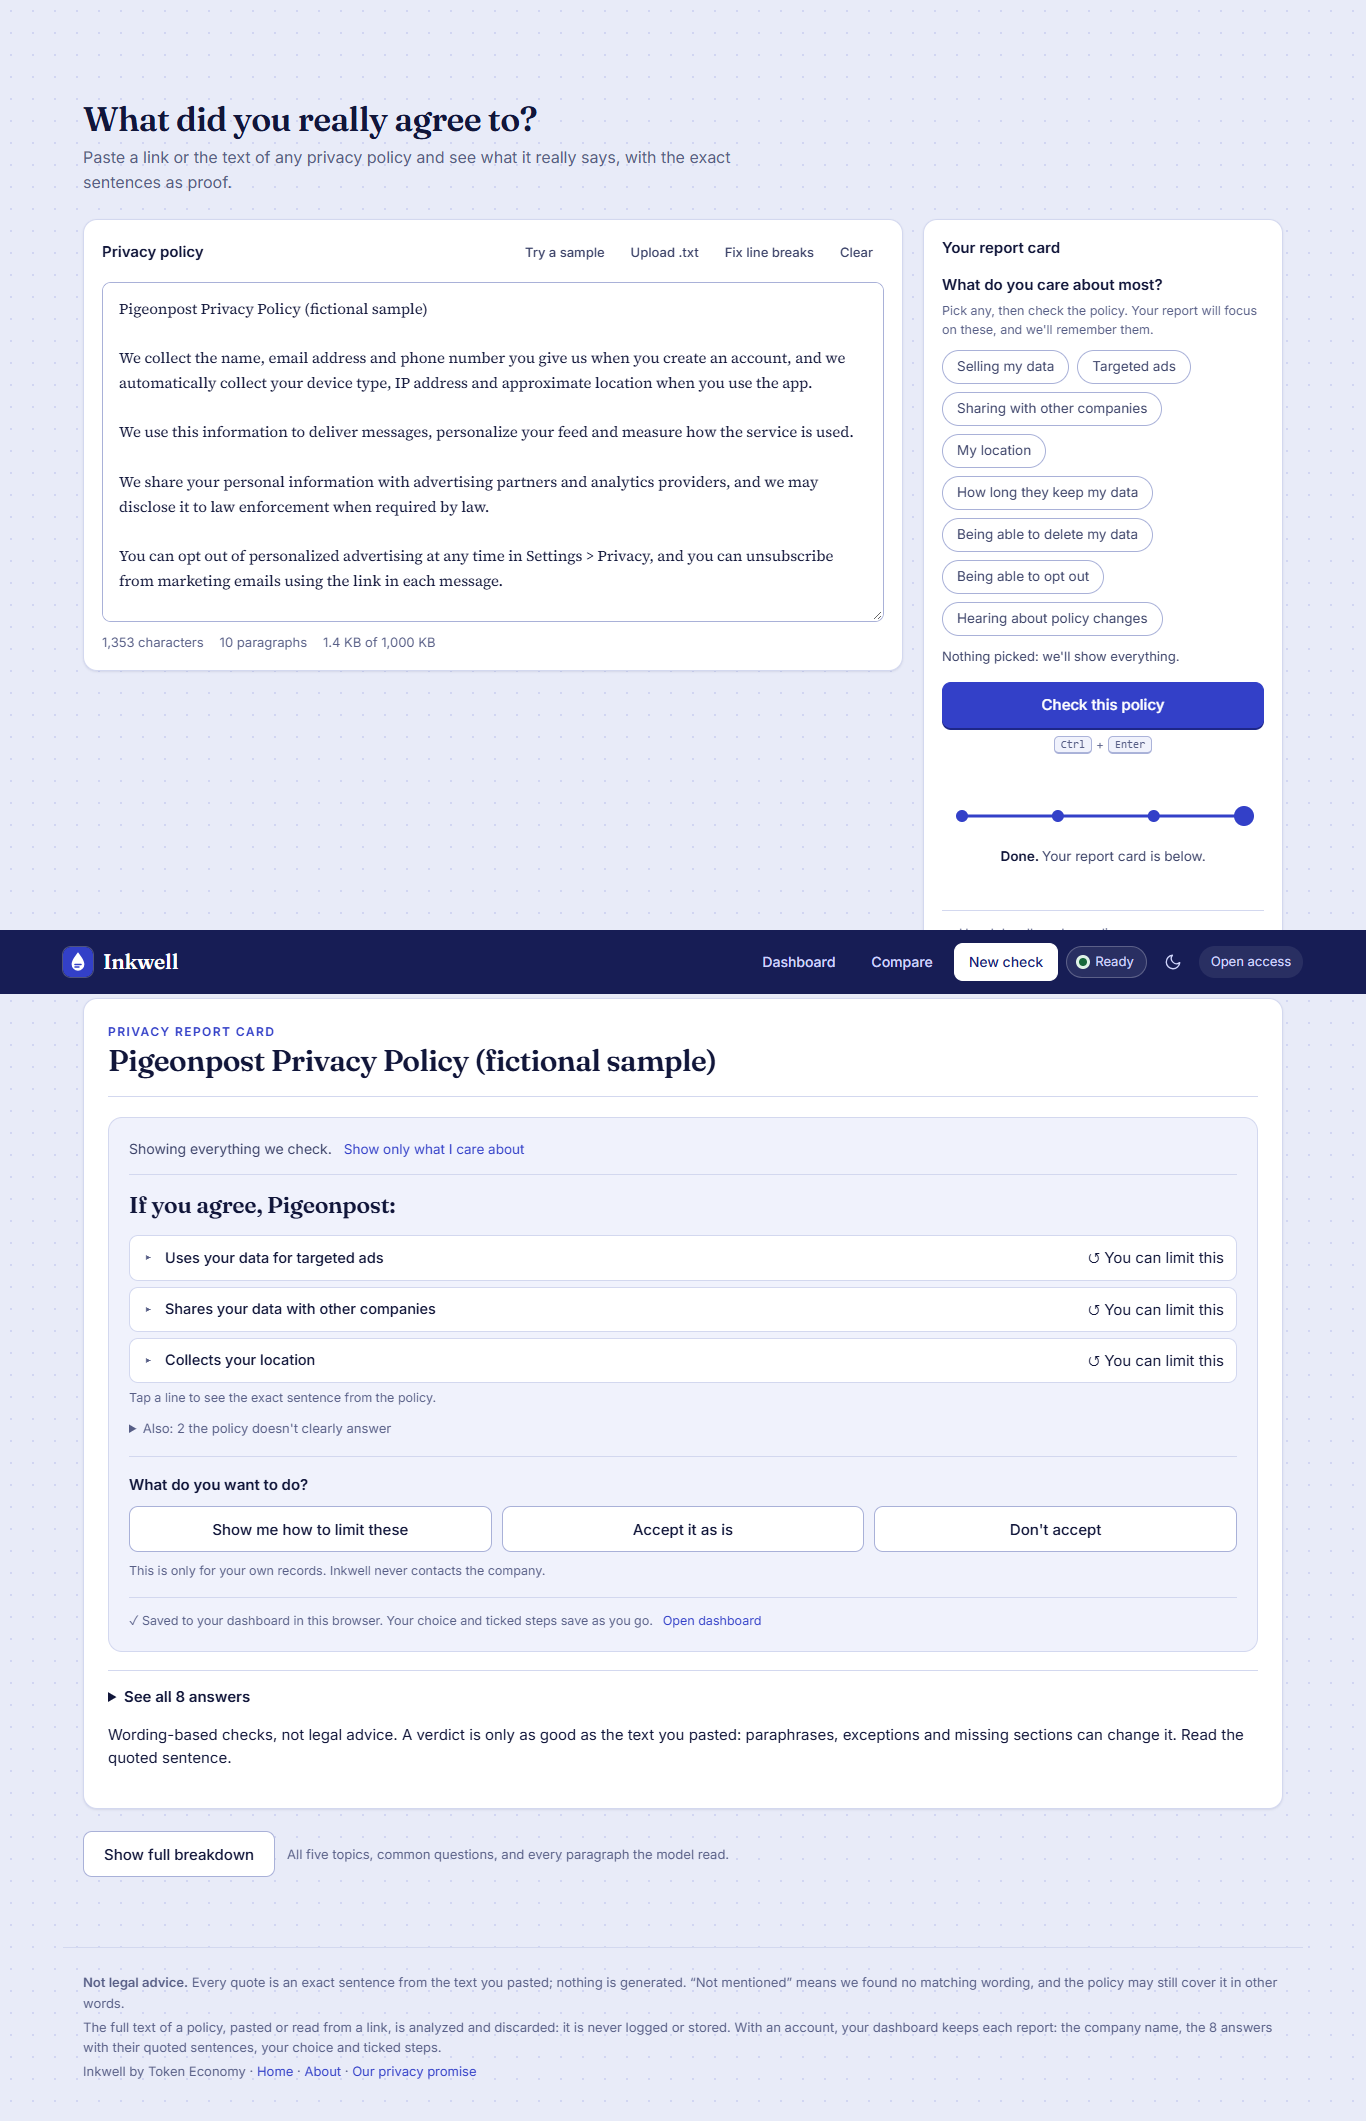 What did you really agree to?
Paste a link or the text of any privacy policy and see what it really says, with the exact
sentences as proof.
Privacy policy
Try a sample
Upload .txt
Fix line breaks
Clear
Pigeonpost Privacy Policy (fictional sample)
We collect the name, email address and phone number you give us when you create an account, and we
automatically collect your device type, IP address and approximate location when you use the app.
We use this information to deliver messages, personalize your feed and measure how the service is used.
We share your personal information with advertising partners and analytics providers, and we may
disclose it to law enforcement when required by law.
You can opt out of personalized advertising at any time in Settings > Privacy, and you can unsubscribe
from marketing emails using the link in each message.
1,353 characters 10 paragraphs 1.4 KB of 1,000 KB
Your report card
What do you care about most?
Pick any, then check the policy. Your report will focus
on these, and we'll remember them.
Selling my data
Targeted ads
Sharing with other companies
My location
How long they keep my data
Being able to delete my data
Being able to opt out
Hearing about policy changes
Nothing picked: we'll show everything.
Check this policy
Ctrl + Enter
Done. Your report card is below.
Inkwell
Dashboard
Compare
New check
Ready
Open access
PRIVACY REPORT CARD
Pigeonpost Privacy Policy (fictional sample)
Showing everything we check. Show only what I care about
If you agree, Pigeonpost:
Uses your data for targeted ads ↺ You can limit this
Shares your data with other companies ↺ You can limit this
Collects your location ↺ You can limit this
Tap a line to see the exact sentence from the policy.
Also: 2 the policy doesn't clearly answer
What do you want to do?
Show me how to limit these
Accept it as is
Don't accept
This is only for your own records. Inkwell never contacts the company.
✓ Saved to your dashboard in this browser. Your choice and ticked steps save as you go. Open dashboard
See all 8 answers
Wording-based checks, not legal advice. A verdict is only as good as the text you pasted: paraphrases, exceptions and missing sections can change it. Read the
quoted sentence.
Show full breakdown
All five topics, common questions, and every paragraph the model read.
Not legal advice. Every quote is an exact sentence from the text you pasted; nothing is generated. “Not mentioned” means we found no matching wording, and the policy may still cover it in other
words.
The full text of a policy, pasted or read from a link, is analyzed and discarded: it is never logged or stored. With an account, your dashboard keeps each report: the company name, the 8 answers
with their quoted sentences, your choice and ticked steps.
Inkwell by Token Economy · Home · About · Our privacy promise